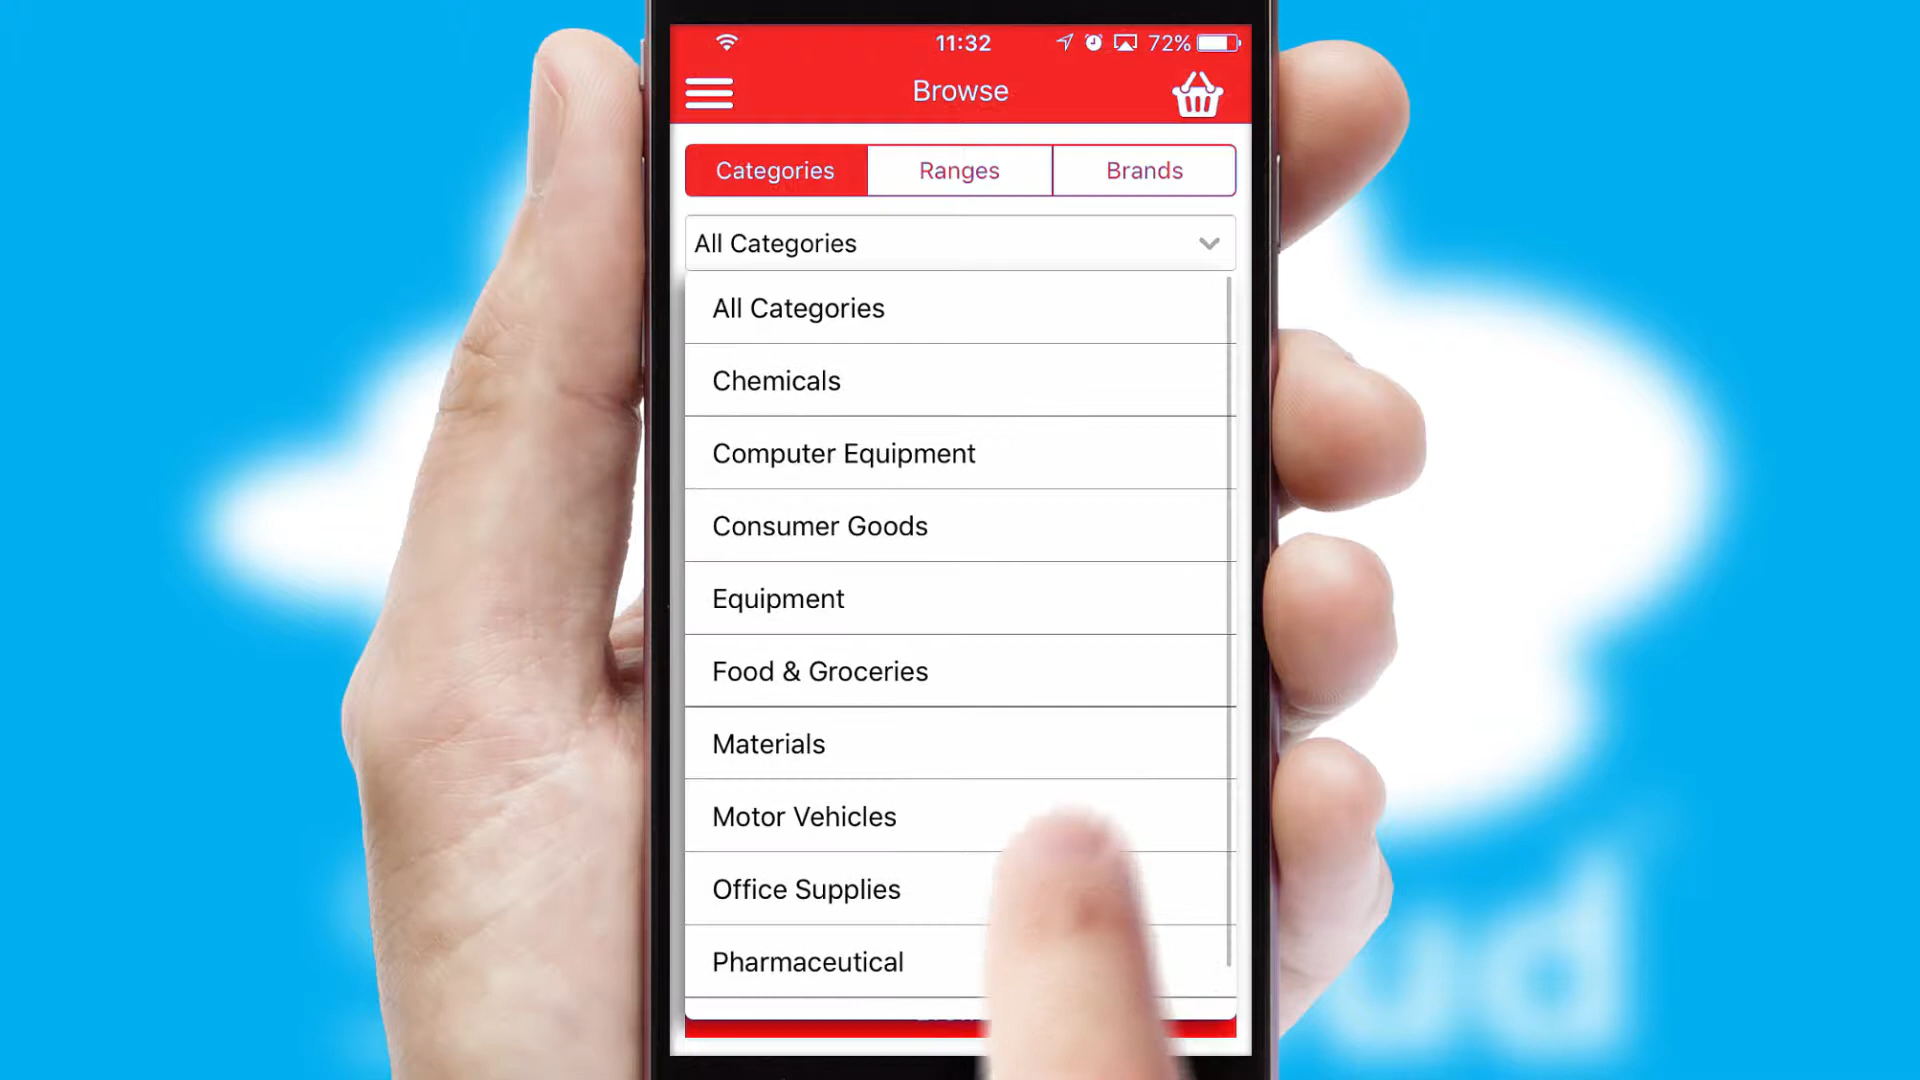 11:32
72%
Browse
Categories
Ranges
Brands
All Categories
All Categories
Chemicals
Computer Equipment
Consumer Goods
Equipment
Food & Groceries
Materials
Motor Vehicles
Office Supplies
Pharmaceutical